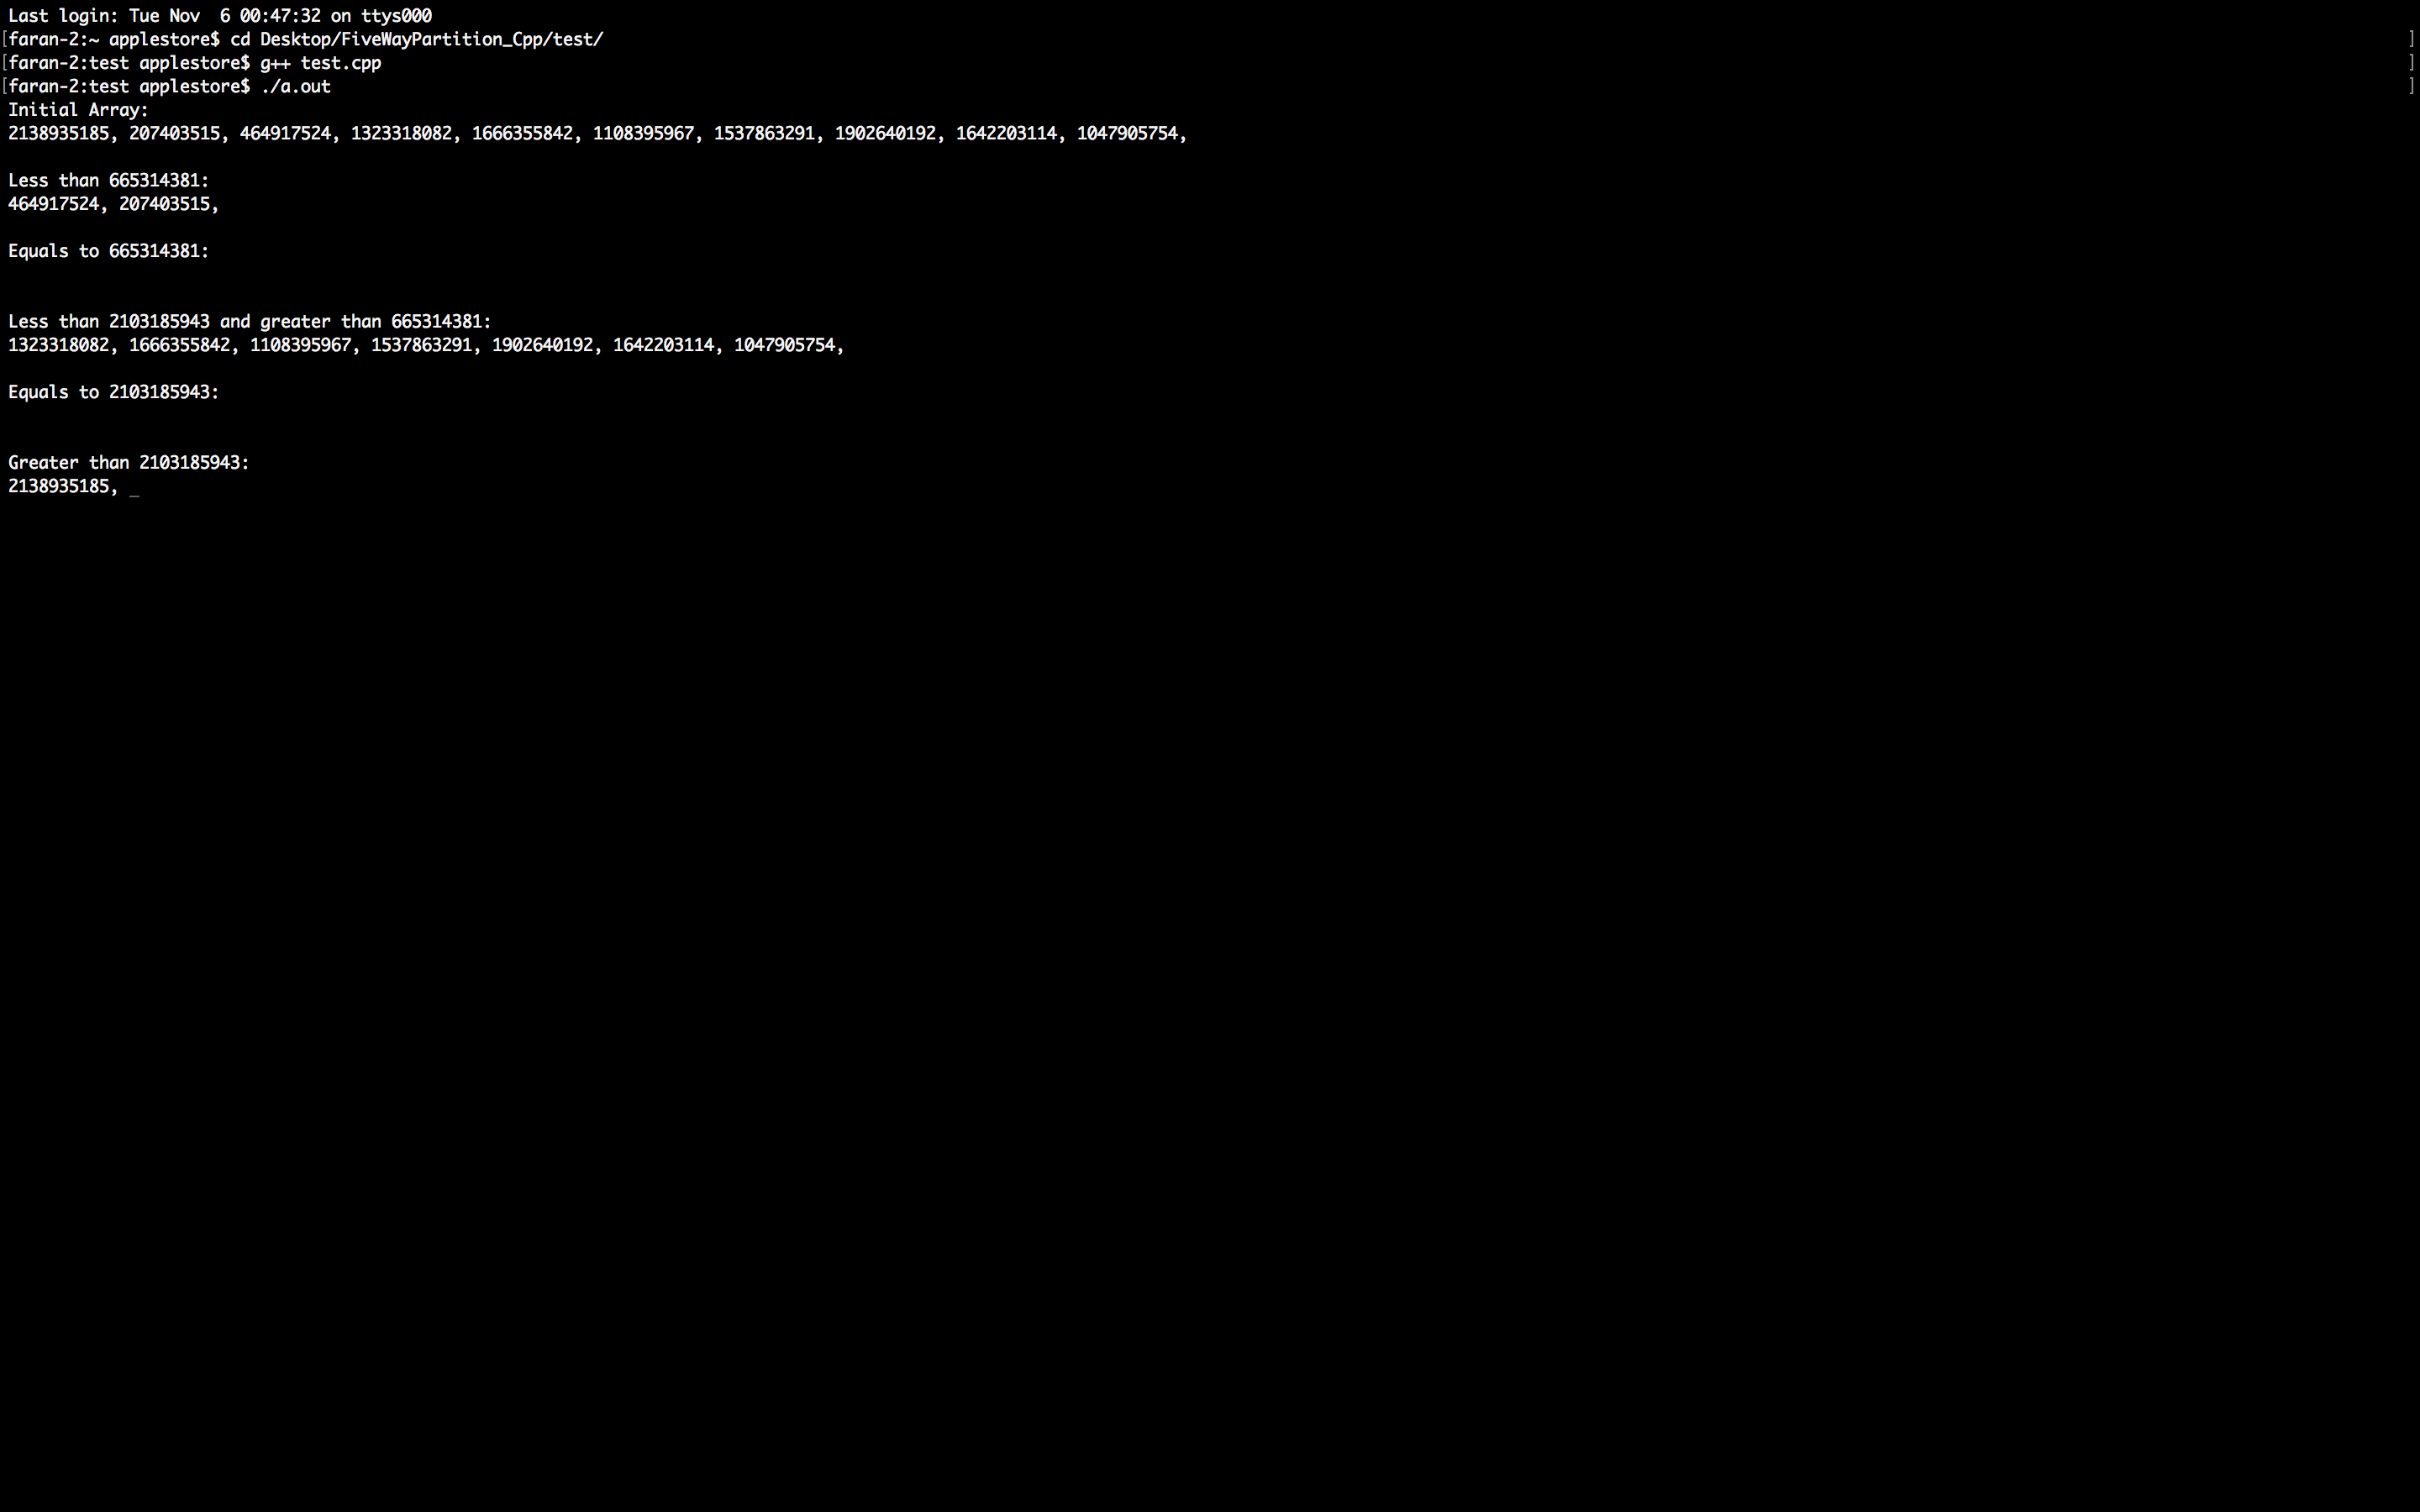 Last login: Tue Nov  6 00:47:32 on ttys000
[faran-2:~ applestore$ cd Desktop/FiveWayPartition_Cpp/test/ ]
[faran-2:test applestore$ g++ test.cpp ]
[faran-2:test applestore$ ./a.out ]
Initial Array:
2138935185, 207403515, 464917524, 1323318082, 1666355842, 1108395967, 1537863291, 1902640192, 1642203114, 1047905754,
Less than 665314381:
464917524, 207403515,
Equals to 665314381:
Less than 2103185943 and greater than 665314381:
1323318082, 1666355842, 1108395967, 1537863291, 1902640192, 1642203114, 1047905754,
Equals to 2103185943:
Greater than 2103185943:
2138935185, _